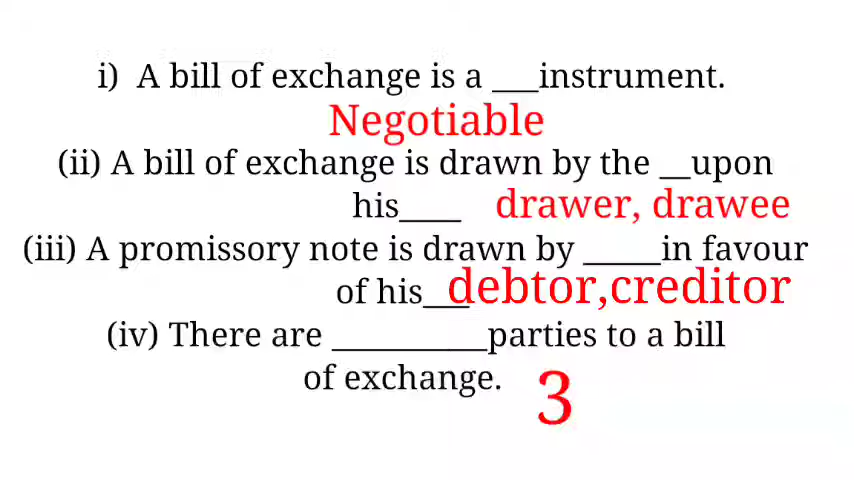 i) A bill of exchange is a ___instrument.
Negotiable
(ii) A bill of exchange is drawn by the __upon
his____ drawer, drawee
(iii) A promissory note is drawn by _____in favour
of his___debtor,creditor
(iv) There are __________parties to a bill
of exchange. 3